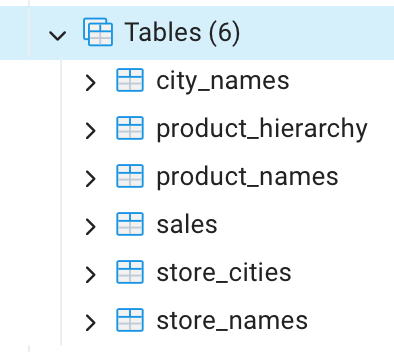 Tables (6)
city_names
product_hierarchy
product_names
sales
store_cities
store_names